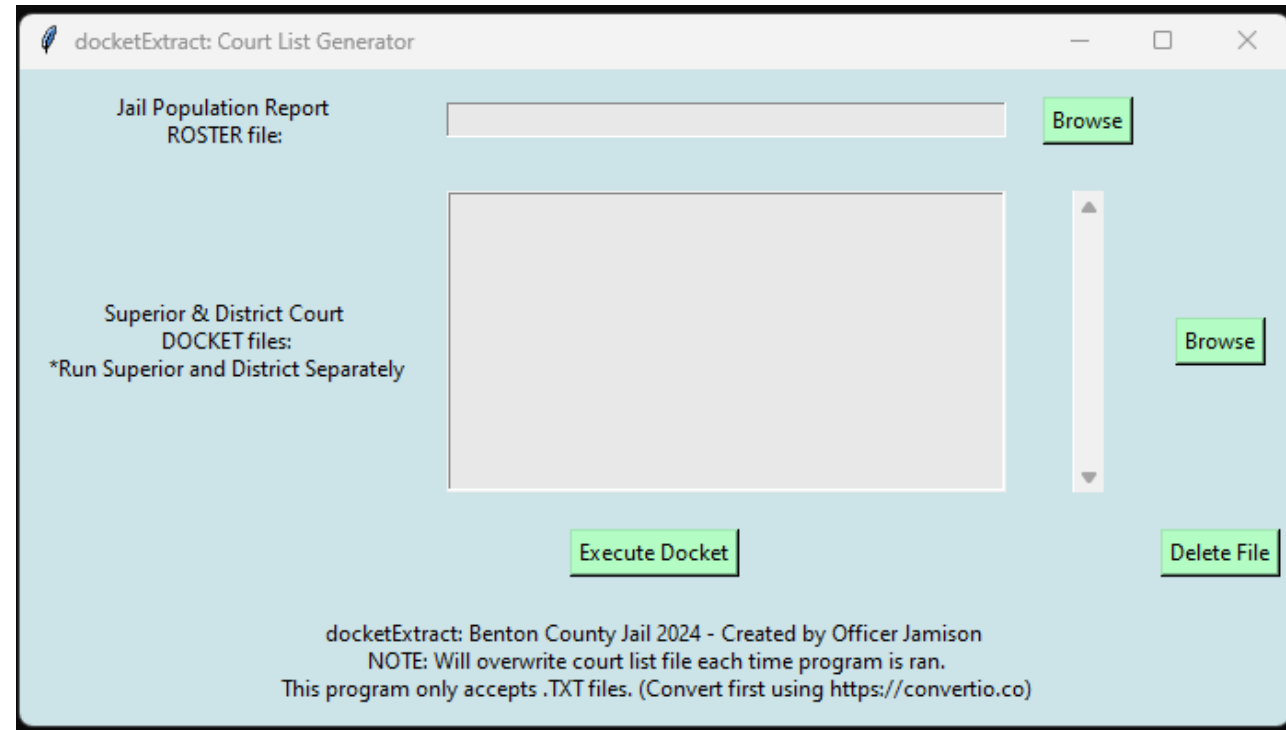 docketExtract: Court List Generator
Jail Population Report
ROSTER file:
Browse
Superior & District Court
DOCKET files:
*Run Superior and District Separately
Browse
Execute Docket
Delete File
docketExtract: Benton County Jail 2024 - Created by Officer Jamison
NOTE: Will overwrite court list file each time program is ran.
This program only accepts .TXT files. (Convert first using https://convertio.co)